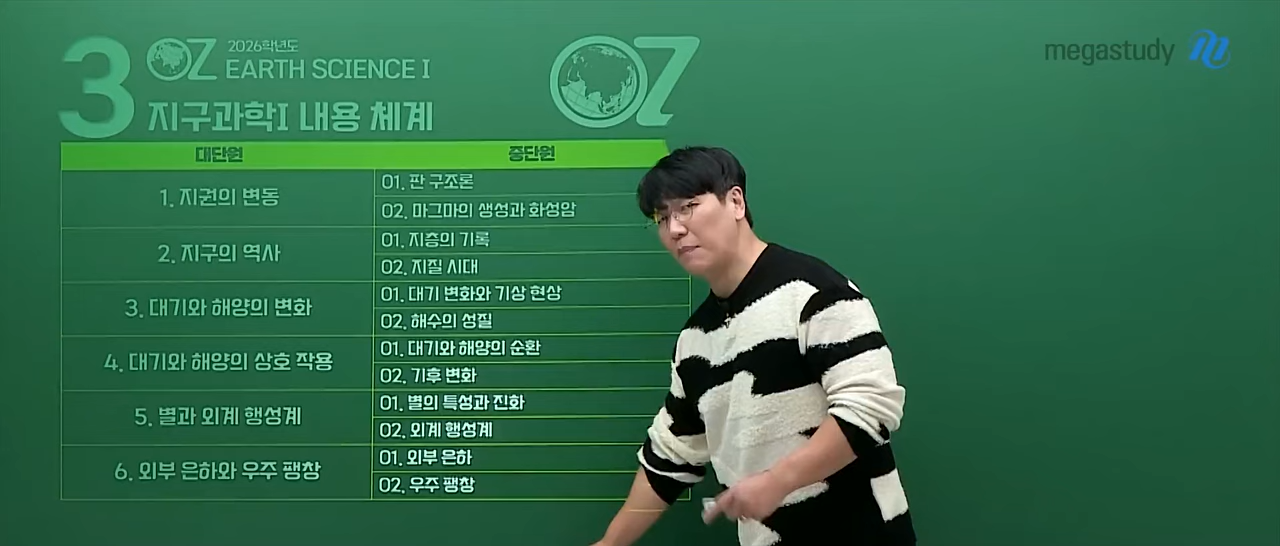 3
OZ 2026학년도
EARTH SCIENCE I
지구과학I 내용 체계
OZ
megastudy
대단원 중단원
1. 지권의 변동
01. 판 구조론
02. 마그마의 생성과 화성암
2. 지구의 역사
01. 지층의 기록
02. 지질 시대
3. 대기와 해양의 변화
01. 대기 변화와 기상 현상
02. 해수의 성질
4. 대기와 해양의 상호 작용
01. 대기와 해양의 순환
02. 기후 변화
5. 별과 외계 행성계
01. 별의 특성과 진화
02. 외계 행성계
6. 외부 은하와 우주 팽창
01. 외부 은하
02. 우주 팽창